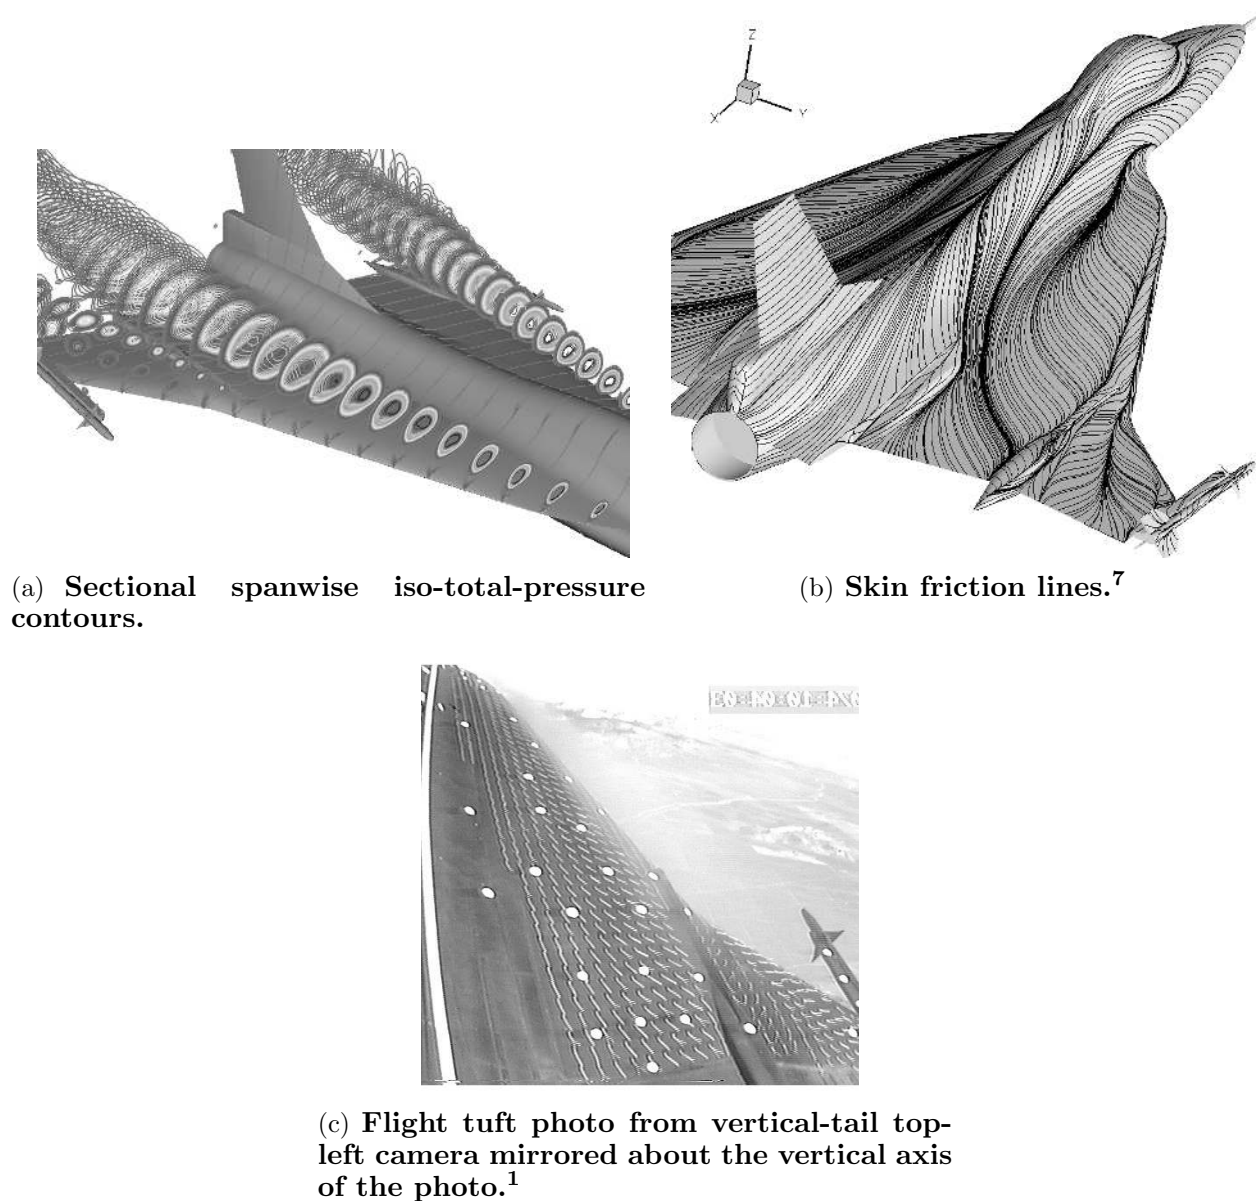 Z
X
Y
(a) Sectional spanwise iso-total-pressure
contours.
(b) Skin friction lines.⁷
(c) Flight tuft photo from vertical-tail top-
left camera mirrored about the vertical axis
of the photo.¹